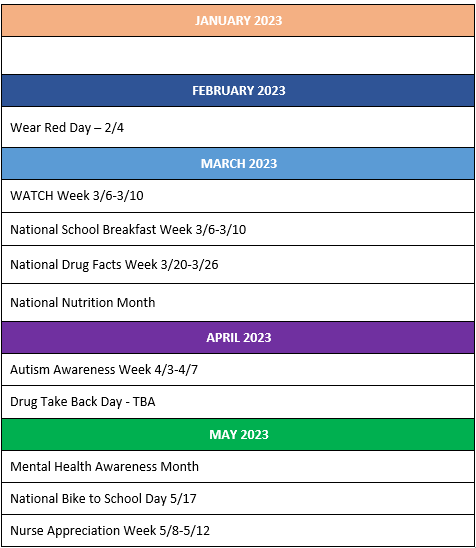 JANUARY 2023
FEBRUARY 2023
Wear Red Day – 2/4
MARCH 2023
WATCH Week 3/6-3/10
National School Breakfast Week 3/6-3/10
National Drug Facts Week 3/20-3/26
National Nutrition Month
APRIL 2023
Autism Awareness Week 4/3-4/7
Drug Take Back Day - TBA
MAY 2023
Mental Health Awareness Month
National Bike to School Day 5/17
Nurse Appreciation Week 5/8-5/12